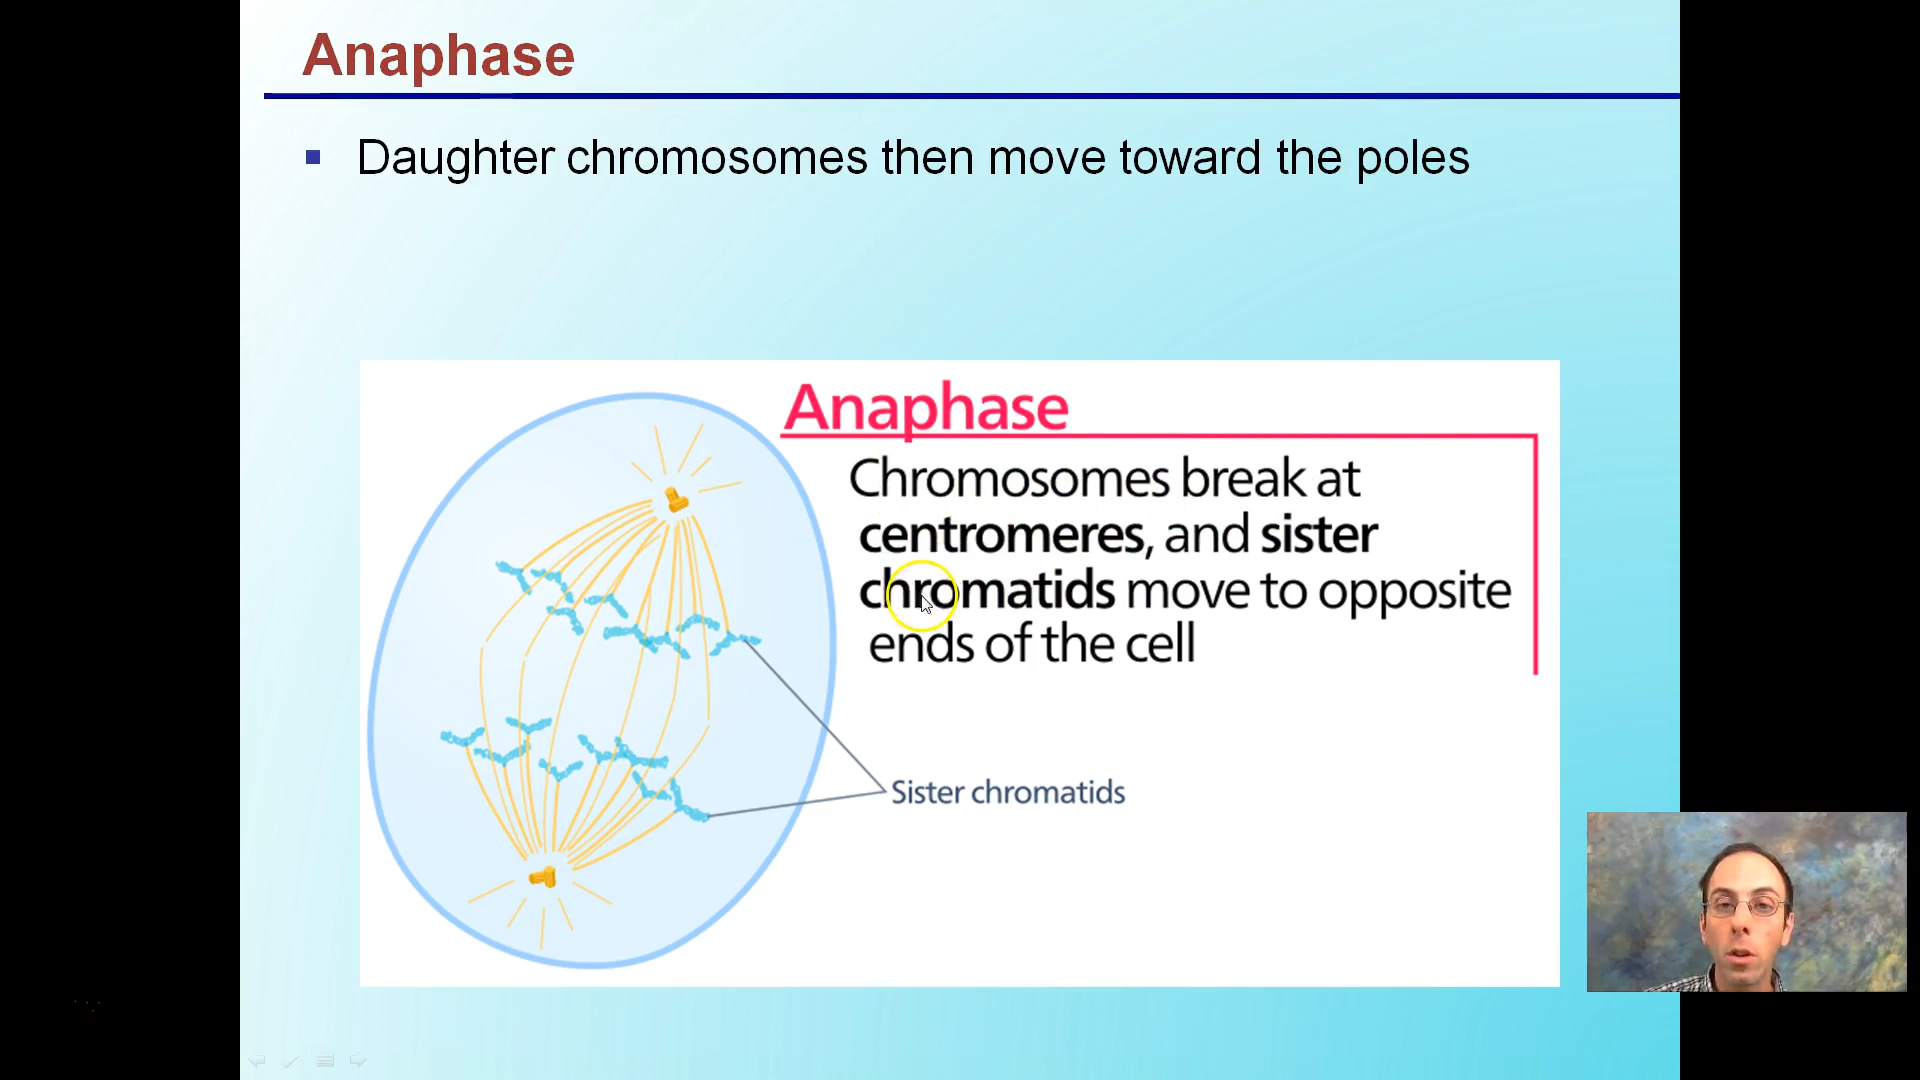 Anaphase
▪ Daughter chromosomes then move toward the poles
Anaphase
Chromosomes break at
centromeres, and sister
chromatids move to opposite
ends of the cell
Sister chromatids